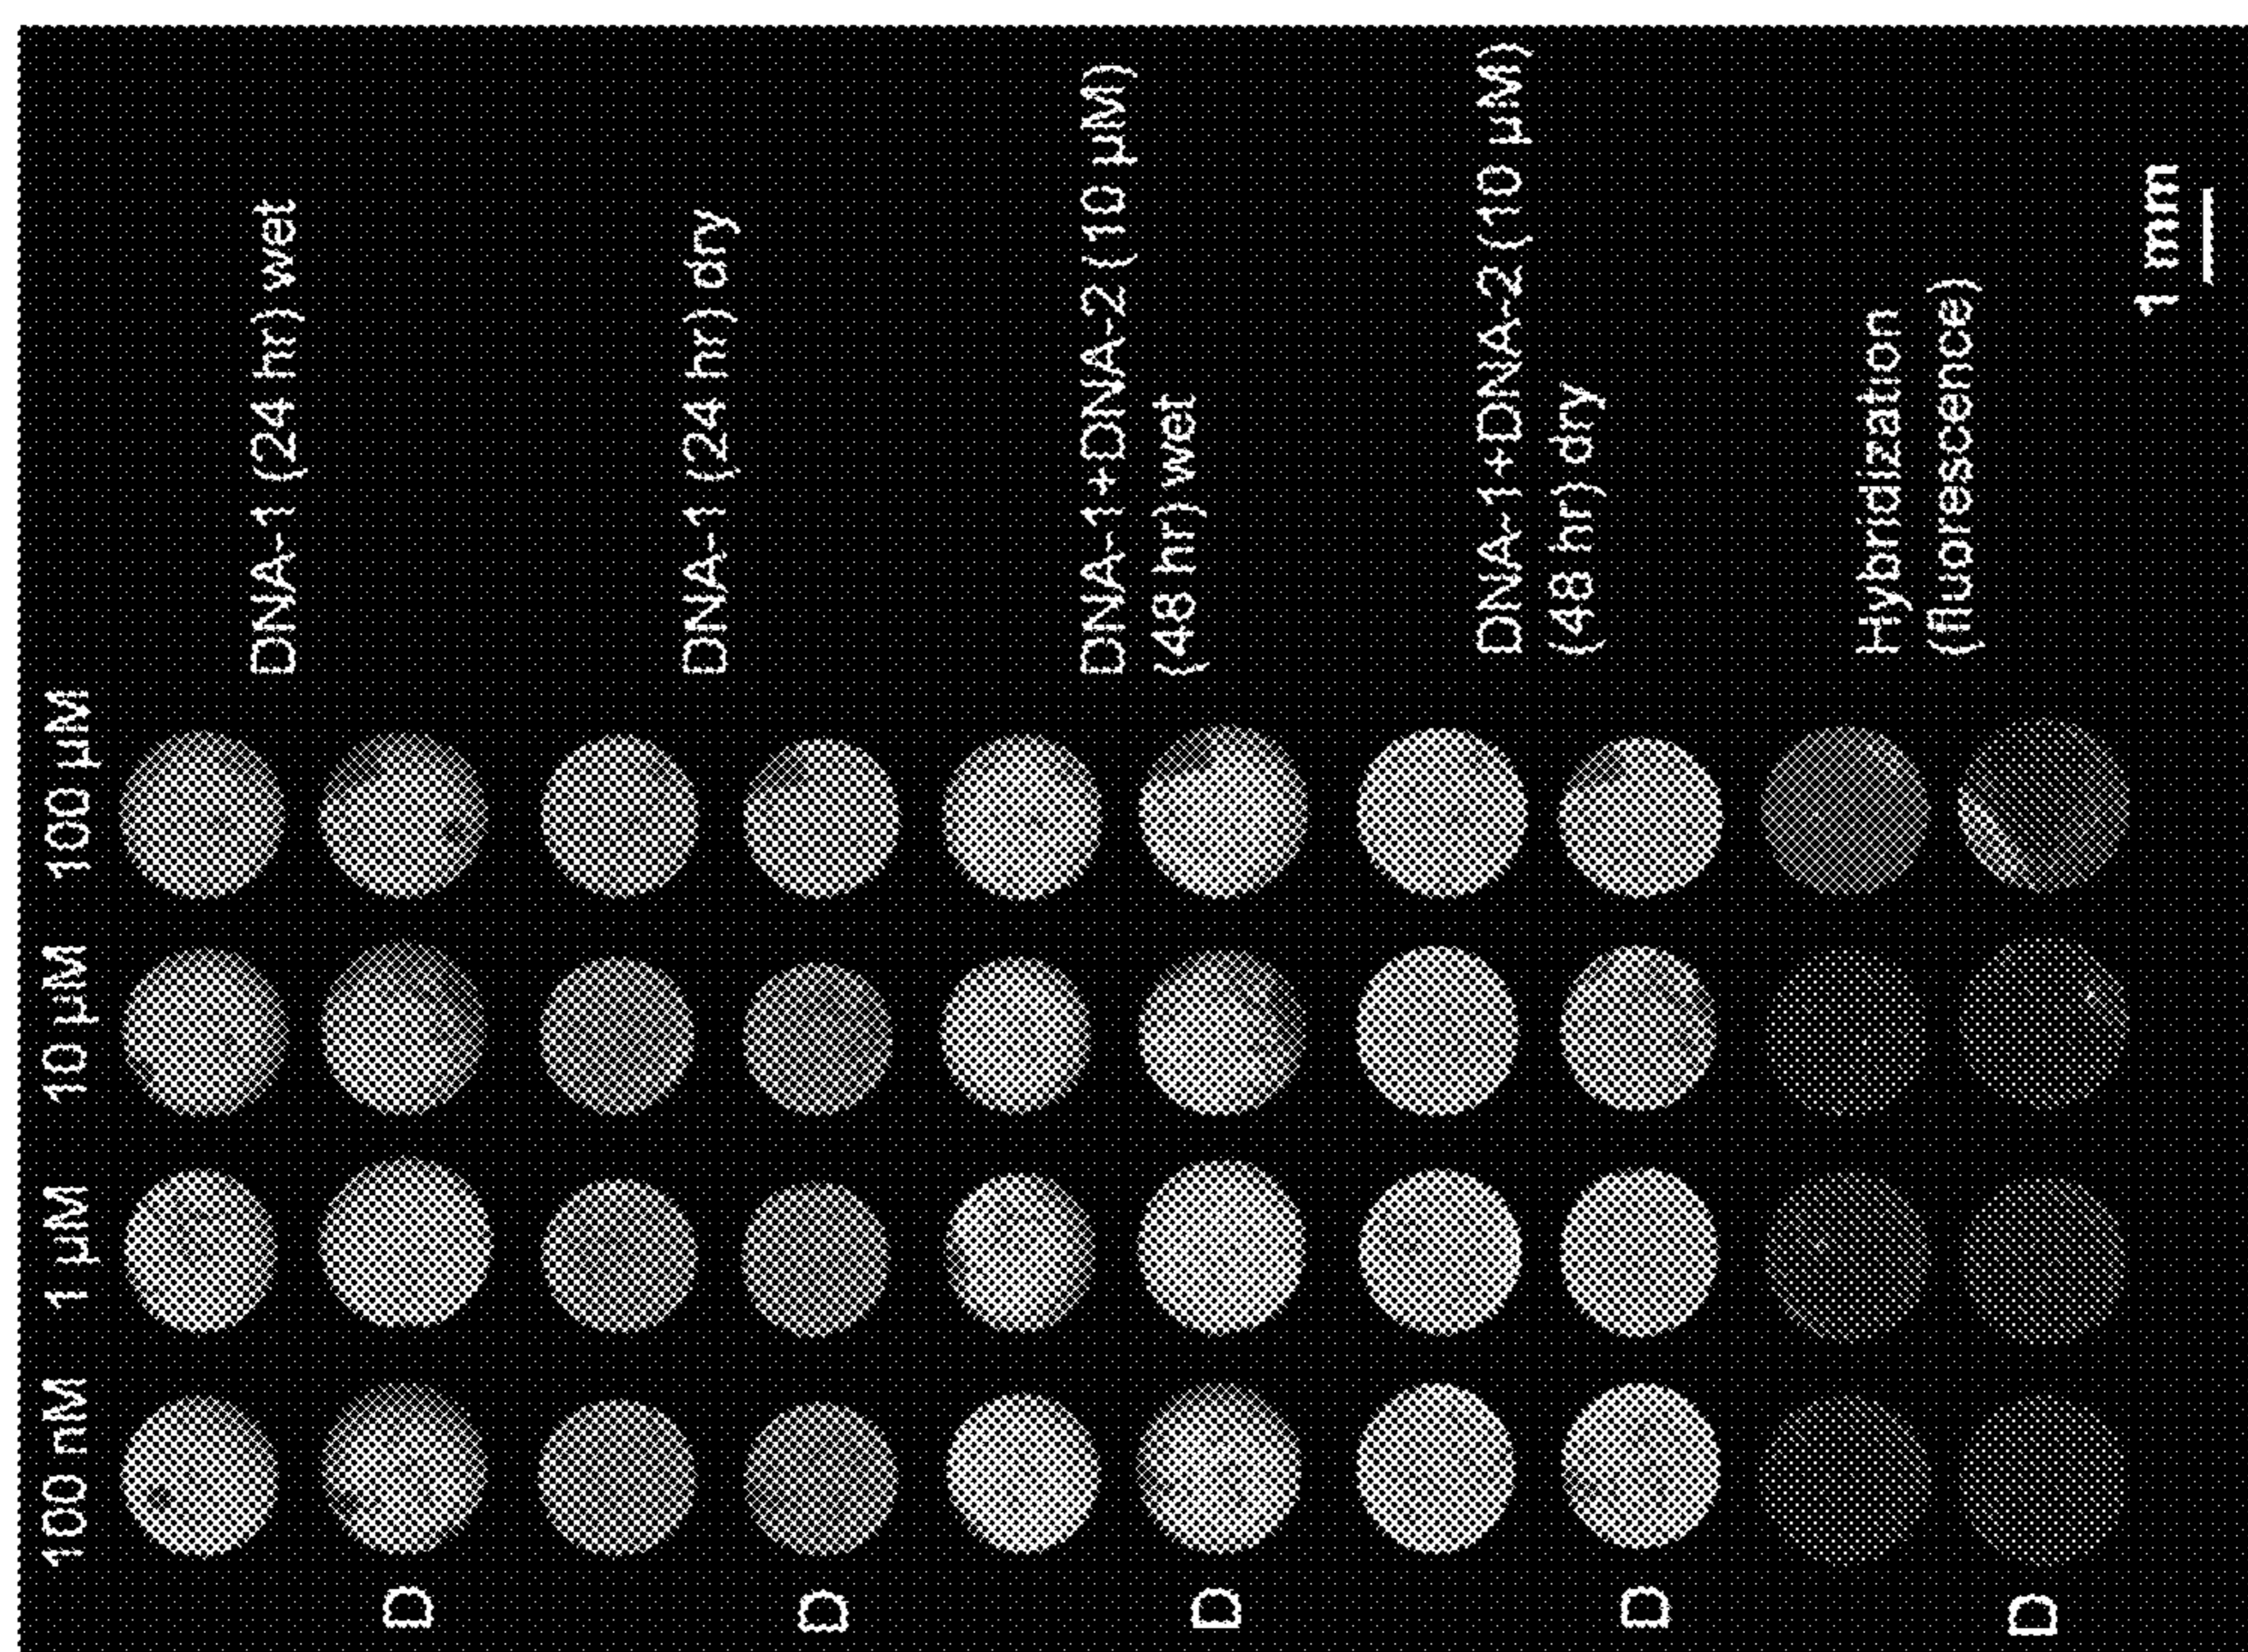 100 nM 1 µM 10 µM 100 µM
DNA-1 (24 hr) wet
D
DNA-1 (24 hr) dry
D
DNA-1+DNA-2 (10 µM)
(48 hr) wet
D
DNA-1+DNA-2 (10 µM)
(48 hr) dry
D
Hybridization
(fluorescence)
D
1 mm